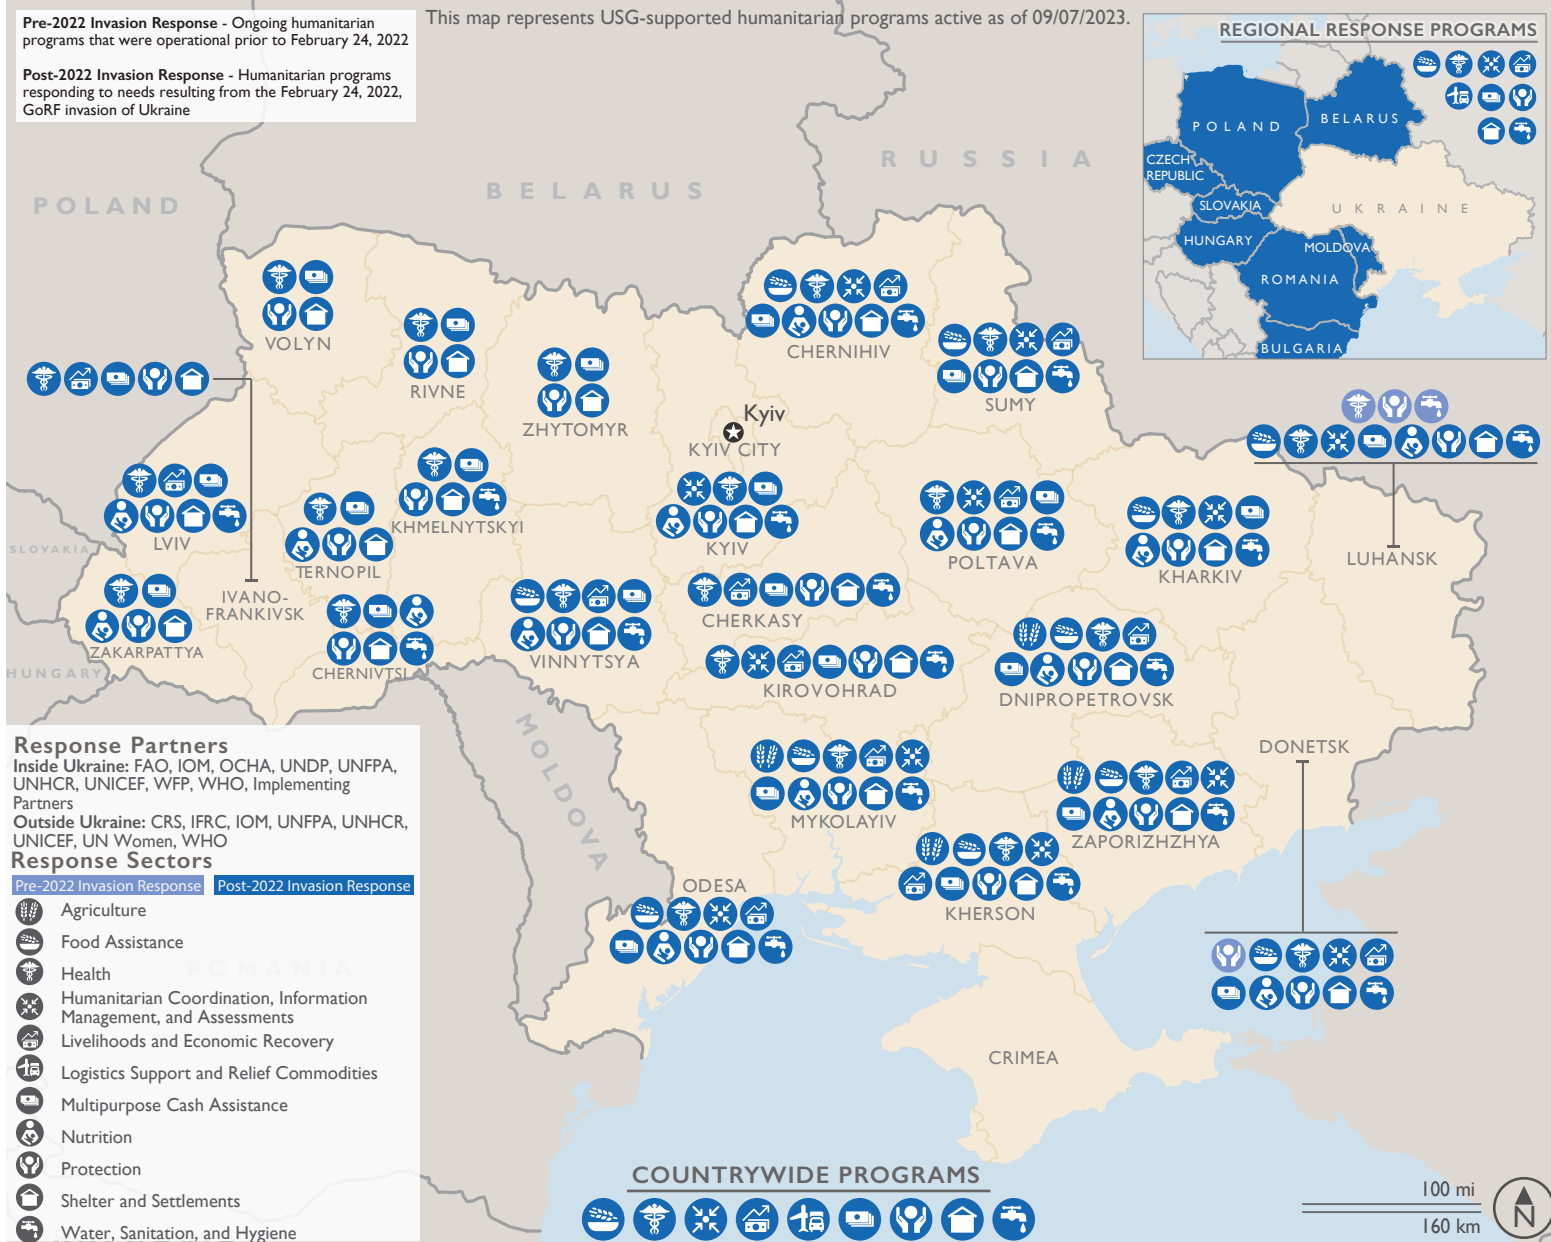 Pre-2022 Invasion Response - Ongoing humanitarian
programs that were operational prior to February 24, 2022
Post-2022 Invasion Response - Humanitarian programs
responding to needs resulting from the February 24, 2022,
GoRF invasion of Ukraine
This map represents USG-supported humanitarian programs active as of 09/07/2023.
REGIONAL RESPONSE PROGRAMS
POLAND
BELARUS
CZECH
REPUBLIC
SLOVAKIA
UKRAINE
HUNGARY
MOLDOVA
ROMANIA
BULGARIA
RUSSIA
BELARUS
POLAND
VOLYN
RIVNE
ZHYTOMYR
CHERNIHIV
SUMY
Kyiv
KYIV CITY
KHMELNYTSKYI
LVIV
TERNOPIL
KYIV
POLTAVA
KHARKIV
LUHANSK
SLOVAKIA
IVANO-
FRANKIVSK
ZAKARPATTYA
CHERNIVTSI
VINNYTSYA
CHERKASY
KIROVOHRAD
DNIPROPETROVSK
HUNGARY
MOLDOVA
DONETSK
MYKOLAYIV
ZAPORIZHZHYA
ODESA
KHERSON
CRIMEA
Response Partners
Inside Ukraine: FAO, IOM, OCHA, UNDP, UNFPA,
UNHCR, UNICEF, WFP, WHO, Implementing
Partners
Outside Ukraine: CRS, IFRC, IOM, UNFPA, UNHCR,
UNICEF, UN Women, WHO
Response Sectors
Pre-2022 Invasion Response Post-2022 Invasion Response
Agriculture
Food Assistance
ROMANIA
Health
Humanitarian Coordination, Information
Management, and Assessments
Livelihoods and Economic Recovery
Logistics Support and Relief Commodities
Multipurpose Cash Assistance
Nutrition
Protection
Shelter and Settlements
Water, Sanitation, and Hygiene
COUNTRYWIDE PROGRAMS
100 mi
160 km
N